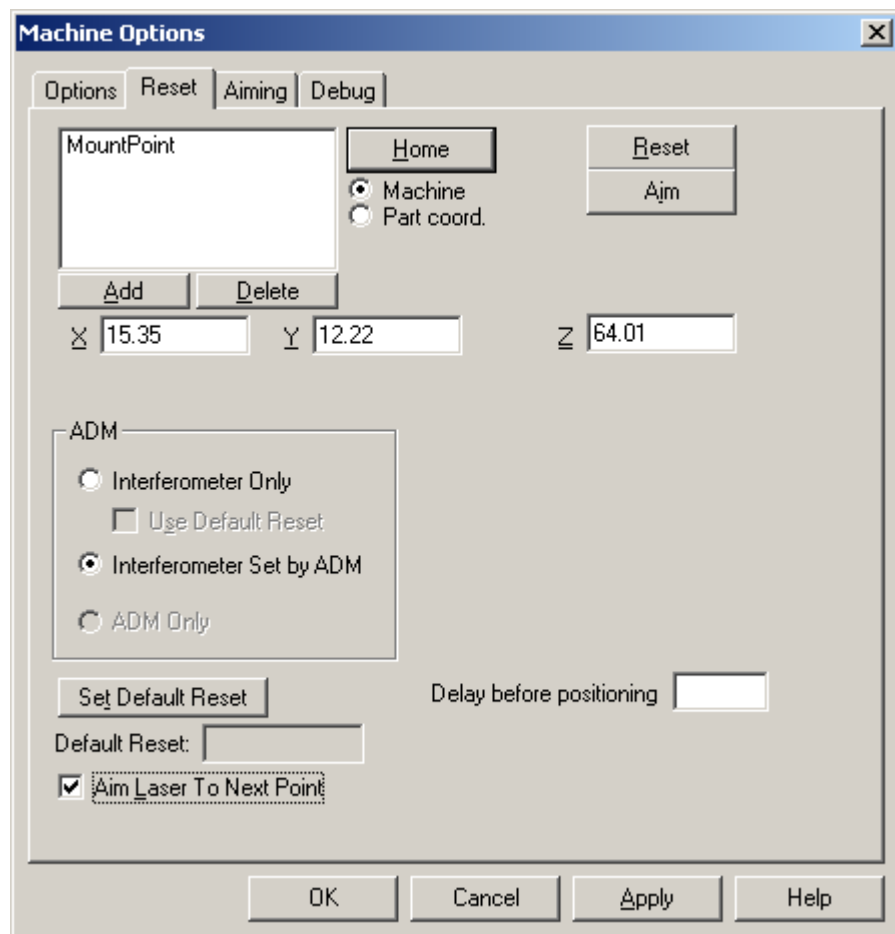 Machine Options
Options Reset Aiming Debug
MountPoint
Home
Reset
Machine
Aim
Part coord.
Add Delete
X 15.35 Y 12.22 Z 64.01
ADM
Interferometer Only
Use Default Reset
Interferometer Set by ADM
ADM Only
Set Default Reset
Delay before positioning
Default Reset:
Aim Laser To Next Point
OK Cancel Apply Help